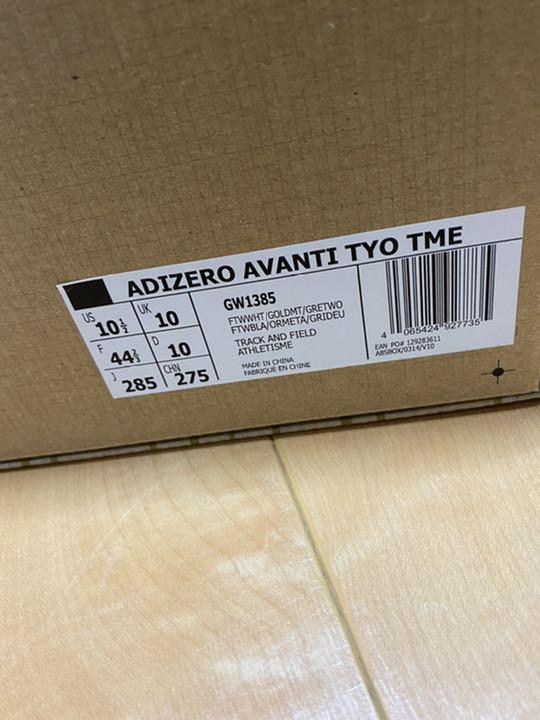 ADIZERO AVANTI TYO TME
US 10½ UK 10
F 44⅔ D 10
J 285 CHN 275
GW1385
FTWWHT/GOLDMT/GRETWO
FTWBLA/ORMETA/GRIDEU
TRACK AND FIELD
ATHLETISME
MADE IN CHINA
FABRIQUÉ EN CHINE
4 065424 927735
EAN PO# 129283611
ABSBOX/0314/V10